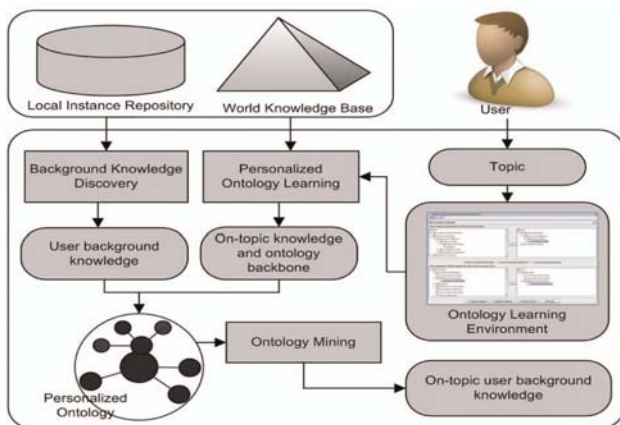 Local Instance Repository
World Knowledge Base
User
Background Knowledge
Discovery
Personalized
Ontology Learning
Topic
User background
knowledge
On-topic knowledge
and ontology
backbone
Ontology Learning
Environment
Ontology Mining
Personalized
Ontology
On-topic user background
knowledge